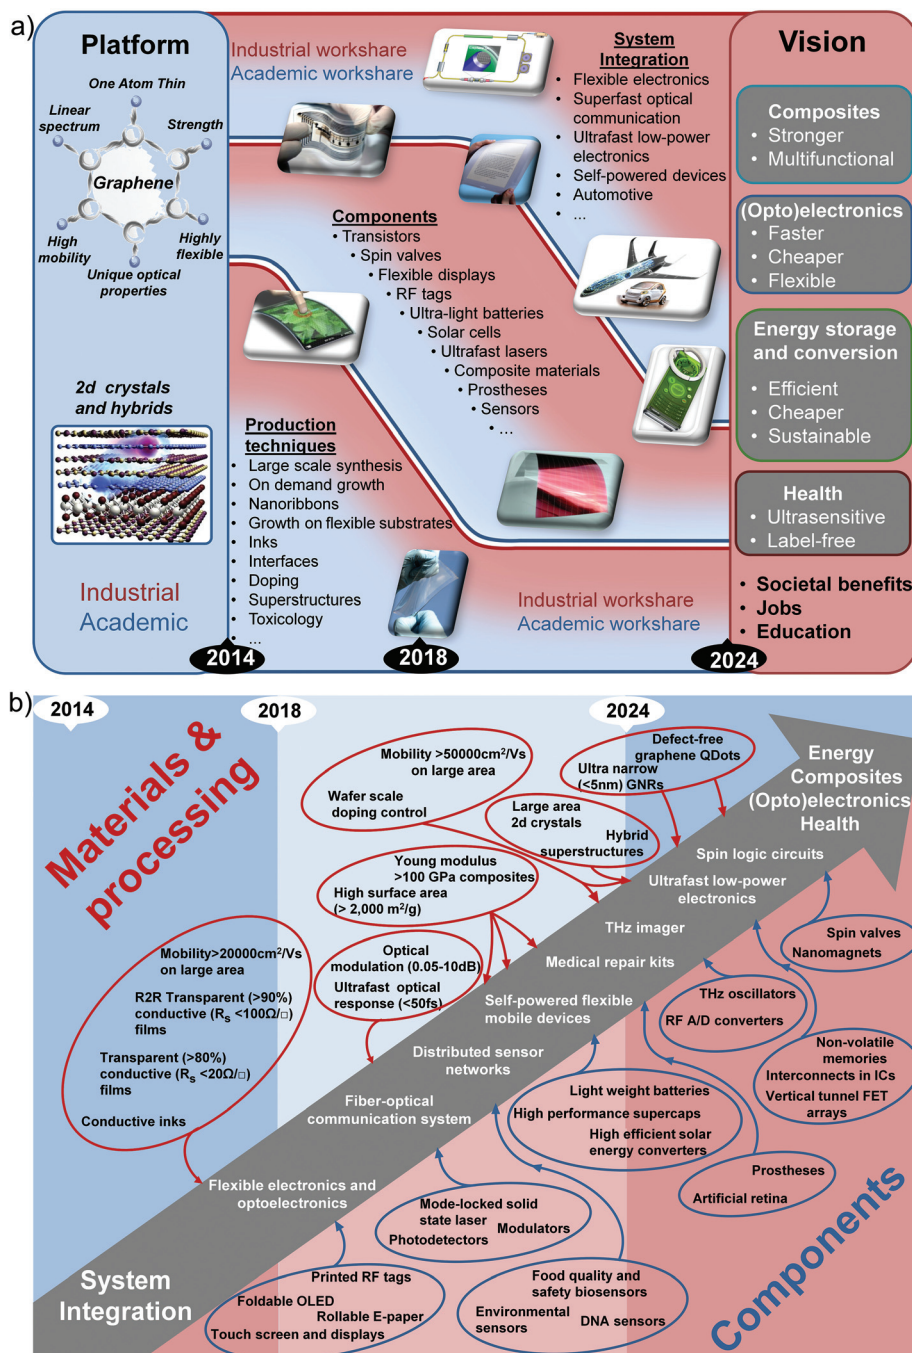 a)
Platform
One Atom Thin
Linear
spectrum
Strength
Graphene
High
mobility
Highly
flexible
Unique optical
properties
2d crystals
and hybrids
Industrial
Academic
Industrial workshare
Academic workshare
System
Integration
• Flexible electronics
• Superfast optical
communication
• Ultrafast low-power
electronics
• Self-powered devices
• Automotive
• ...
Components
• Transistors
• Spin valves
• Flexible displays
• RF tags
• Ultra-light batteries
• Solar cells
• Ultrafast lasers
• Composite materials
• Prostheses
• Sensors
• ...
Production
techniques
• Large scale synthesis
• On demand growth
• Nanoribbons
• Growth on flexible substrates
• Inks
• Interfaces
• Doping
• Superstructures
• Toxicology
• ...
Industrial workshare
Academic workshare
Vision
Composites
• Stronger
• Multifunctional
(Opto)electronics
• Faster
• Cheaper
• Flexible
Energy storage
and conversion
• Efficient
• Cheaper
• Sustainable
Health
• Ultrasensitive
• Label-free
• Societal benefits
• Jobs
• Education
2014
2018
2024
b)
2014
2018
2024
Materials &
processing
Mobility >50000cm²/Vs
on large area
Wafer scale
doping control
Defect-free
graphene QDots
Ultra narrow
(<5nm) GNRs
Large area
2d crystals
Hybrid
superstructures
Young modulus
>100 GPa composites
High surface area
(> 2,000 m²/g)
Optical
modulation (0.05-10dB)
Ultrafast optical
response (<50fs)
Mobility>20000cm²/Vs
on large area
R2R Transparent (>90%)
conductive (Rs <100Ω/□)
films
Transparent (>80%)
conductive (Rs <20Ω/□)
films
Conductive inks
Energy
Composites
(Opto)electronics
Health
Spin logic circuits
Ultrafast low-power
electronics
THz imager
Medical repair kits
Self-powered flexible
mobile devices
Distributed sensor
networks
Fiber-optical
communication system
Flexible electronics and
optoelectronics
System
Integration
Spin valves
Nanomagnets
THz oscillators
RF A/D converters
Non-volatile
memories
Interconnects in ICs
Vertical tunnel FET
arrays
Light weight batteries
High performance supercaps
High efficient solar
energy converters
Prostheses
Artificial retina
Mode-locked solid
state laser
Modulators
Photodetectors
Printed RF tags
Foldable OLED
Rollable E-paper
Touch screen and displays
Food quality and
safety biosensors
Environmental
sensors
DNA sensors
Components